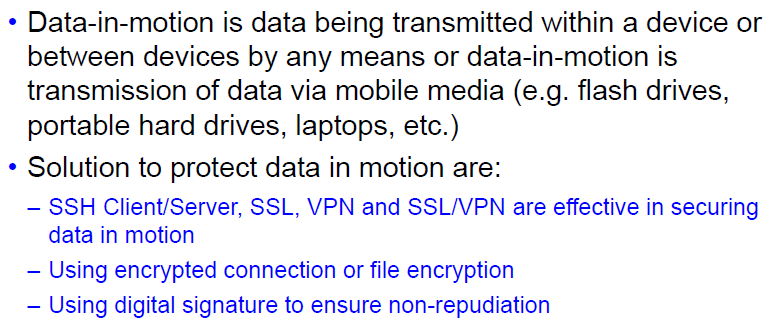 • Data-in-motion is data being transmitted within a device or
between devices by any means or data-in-motion is
transmission of data via mobile media (e.g. flash drives,
portable hard drives, laptops, etc.)
• Solution to protect data in motion are:
– SSH Client/Server, SSL, VPN and SSL/VPN are effective in securing
data in motion
– Using encrypted connection or file encryption
– Using digital signature to ensure non-repudiation